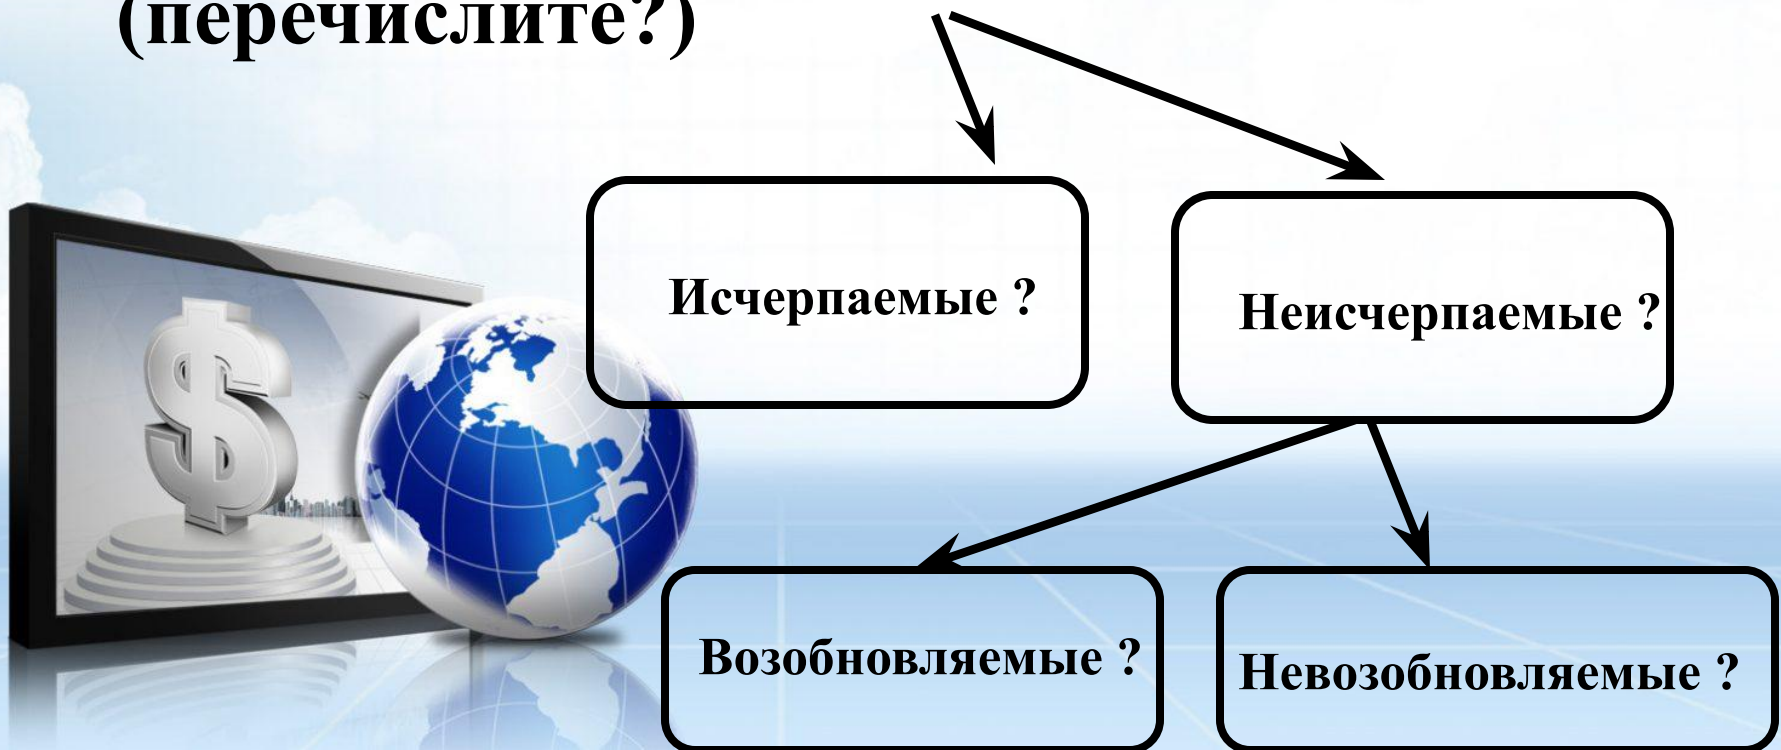 (перечислите?)
Исчерпаемые ?
Неисчерпаемые ?
Возобновляемые ?
Невозобновляемые ?